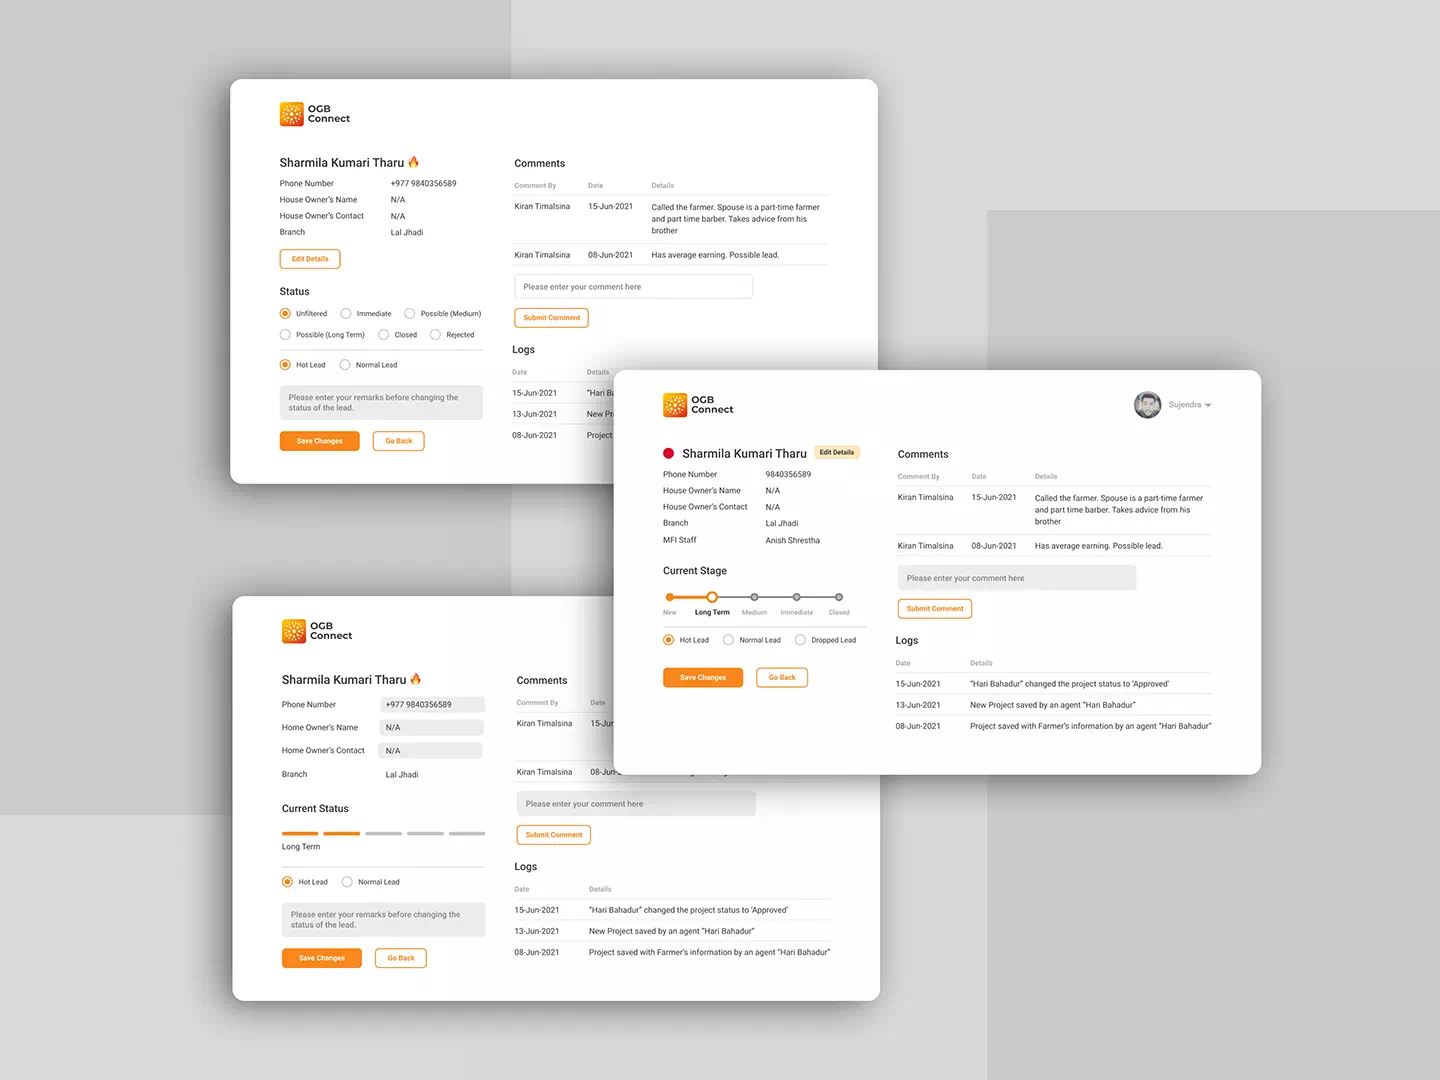 OGB
Connect
Sharmila Kumari Tharu
Phone Number +977 9840356589
House Owner's Name N/A
House Owner's Contact N/A
Branch Lal Jhadi
Edit Details
Status
Unfiltered Immediate Possible (Medium)
Possible (Long Term) Closed Rejected
Hot Lead Normal Lead
Please enter your remarks before changing the
status of the lead.
Save Changes Go Back
Comments
Comment By Date Details
Kiran Timalsina 15-Jun-2021 Called the farmer. Spouse is a part-time farmer
and part time barber. Takes advice from his
brother
Kiran Timalsina 08-Jun-2021 Has average earning. Possible lead.
Please enter your comment here
Submit Comment
Logs
Date Details
15-Jun-2021 "Hari Ba
13-Jun-2021 New Pr
08-Jun-2021 Project
OGB
Connect
Sujendra
Sharmila Kumari Tharu Edit Details
Phone Number 9840356589
House Owner's Name N/A
House Owner's Contact N/A
Branch Lal Jhadi
MFI Staff Anish Shrestha
Current Stage
New Long Term Medium Immediate Closed
Hot Lead Normal Lead Dropped Lead
Save Changes Go Back
Comments
Comment By Date Details
Kiran Timalsina 15-Jun-2021 Called the farmer. Spouse is a part-time farmer
and part time barber. Takes advice from his
brother
Kiran Timalsina 08-Jun-2021 Has average earning. Possible lead.
Please enter your comment here
Submit Comment
Logs
Date Details
15-Jun-2021 "Hari Bahadur" changed the project status to 'Approved'
13-Jun-2021 New Project saved by an agent "Hari Bahadur"
08-Jun-2021 Project saved with Farmer's information by an agent "Hari Bahadur"
OGB
Connect
Sharmila Kumari Tharu
Phone Number +977 9840356589
Home Owner's Name N/A
Home Owner's Contact N/A
Branch Lal Jhadi
Current Status
Long Term
Hot Lead Normal Lead
Please enter your remarks before changing the
status of the lead.
Save Changes Go Back
Comments
Comment By Date
Kiran Timalsina 15-Jur
Kiran Timalsina 08-Jun-
Please enter your comment here
Submit Comment
Logs
Date Details
15-Jun-2021 "Hari Bahadur" changed the project status to 'Approved'
13-Jun-2021 New Project saved by an agent "Hari Bahadur"
08-Jun-2021 Project saved with Farmer's information by an agent "Hari Bahadur"